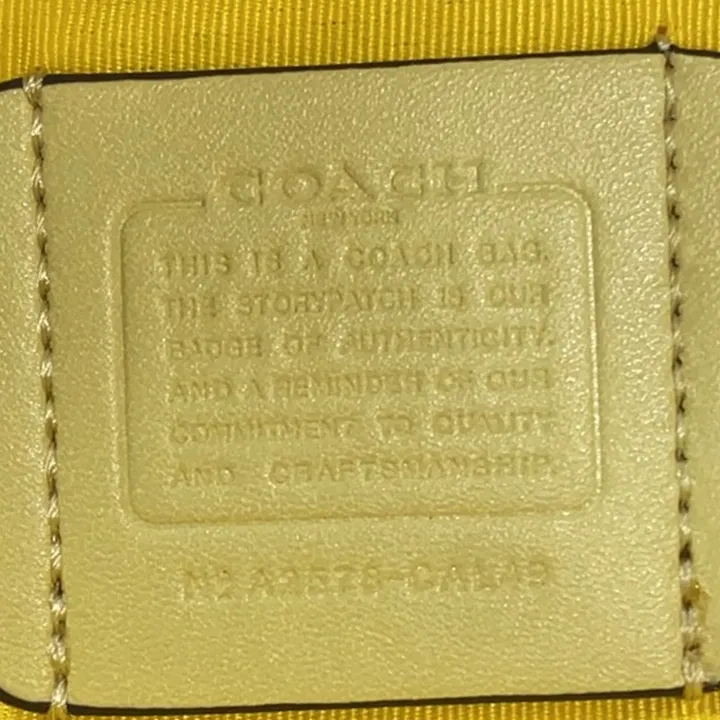 COACH
NEW YORK
THIS IS A COACH BAG.
THE STORYPATCH IS OUR
BADGE OF AUTHENTICITY.
AND A REMINDER OF OUR
COMMITMENT TO QUALITY
AND CRAFTSMANSHIP.